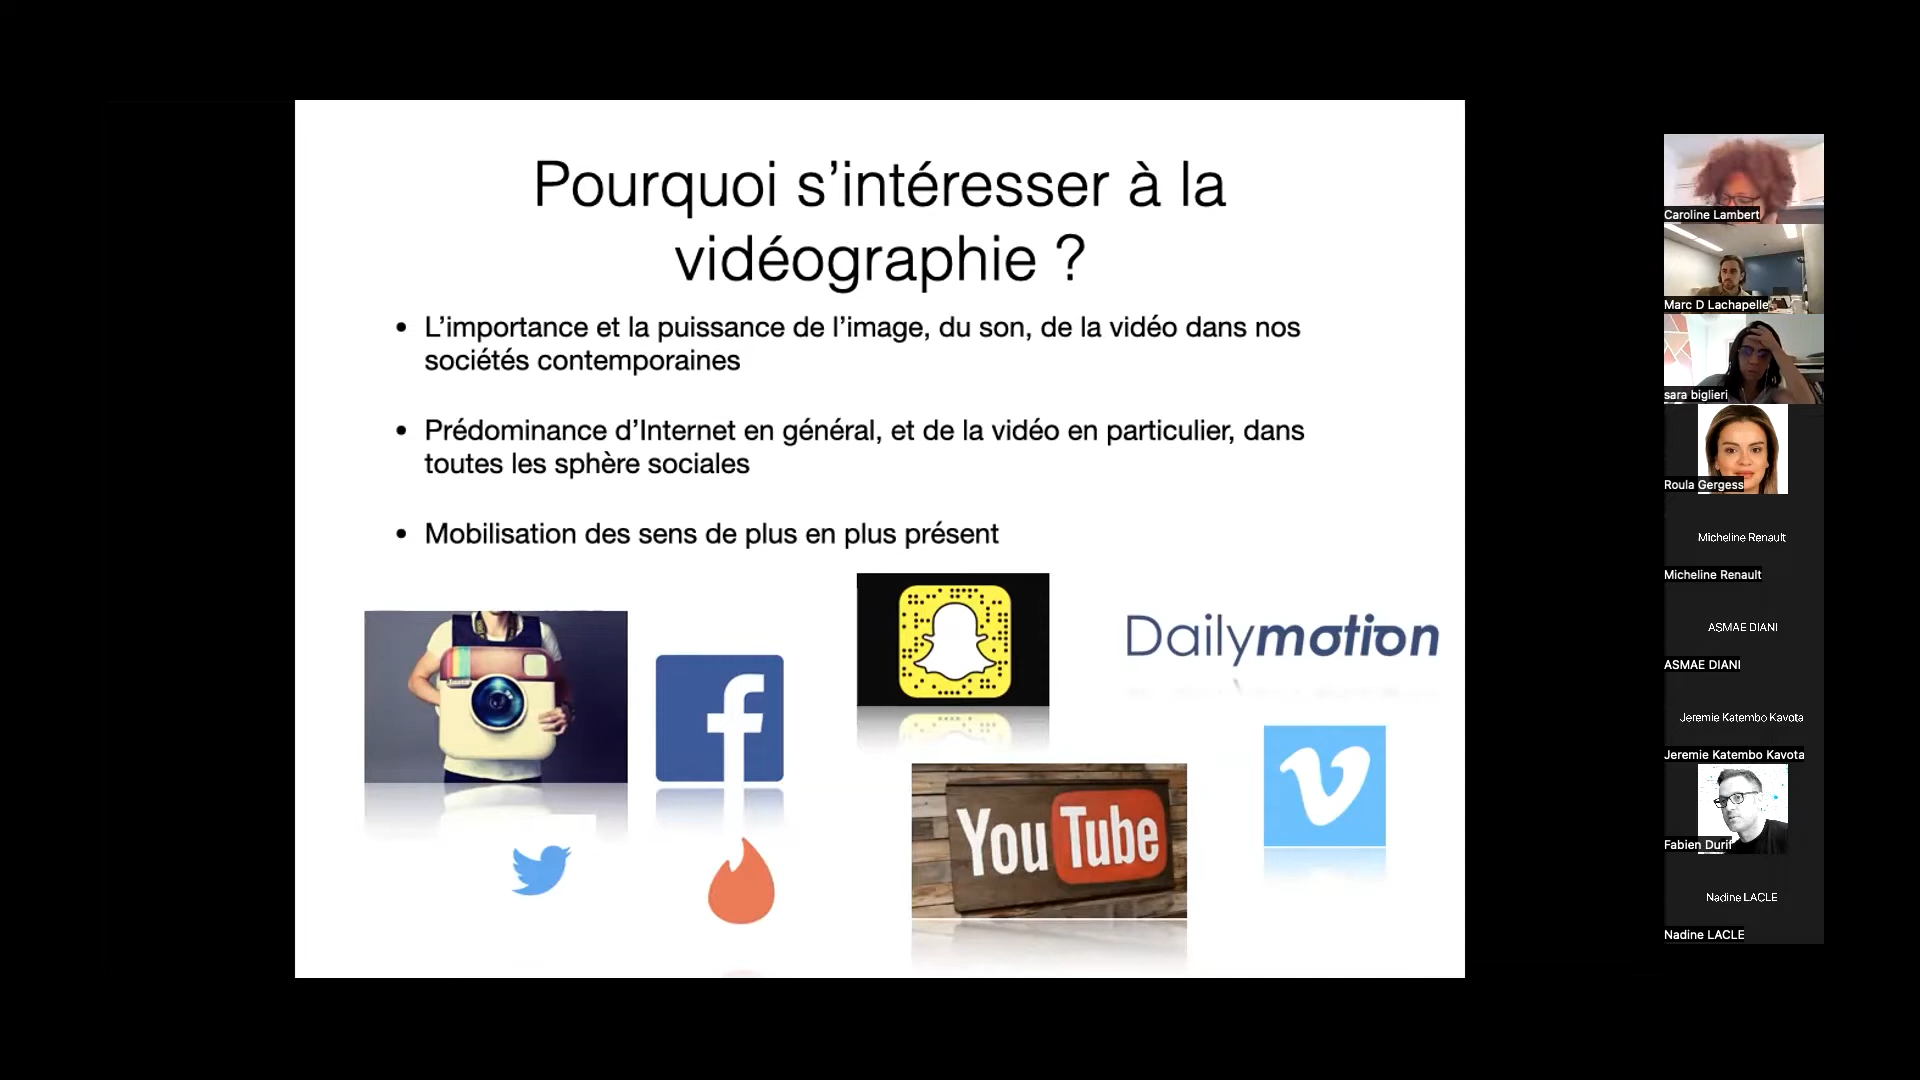 Pourquoi s’intéresser à la
vidéographie ?
• L’importance et la puissance de l’image, du son, de la vidéo dans nos
sociétés contemporaines
• Prédominance d’Internet en général, et de la vidéo en particulier, dans
toutes les sphère sociales
• Mobilisation des sens de plus en plus présent
Dailymotion
You Tube
Caroline Lambert
Marc D Lachapelle
sara biglieri
Roula Gergess
Micheline Renault
Micheline Renault
ASMAE DIANI
ASMAE DIANI
Jeremie Katembo Kavota
Jeremie Katembo Kavota
Fabien Durif
Nadine LACLE
Nadine LACLE